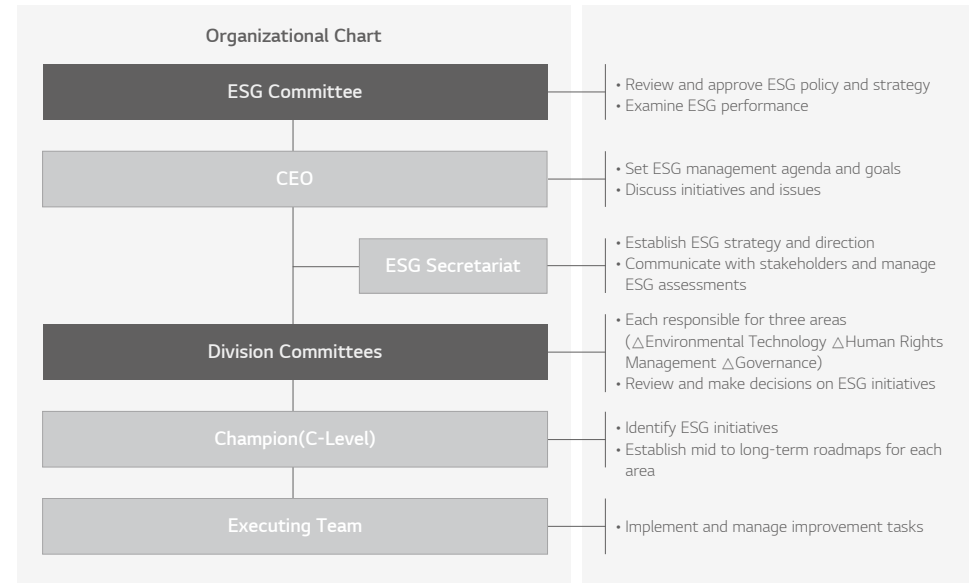 Organizational Chart
ESG Committee
• Review and approve ESG policy and strategy
• Examine ESG performance
CEO
• Set ESG management agenda and goals
• Discuss initiatives and issues
ESG Secretariat
• Establish ESG strategy and direction
• Communicate with stakeholders and manage
ESG assessments
Division Committees
• Each responsible for three areas
(△Environmental Technology △Human Rights
Management △Governance)
• Review and make decisions on ESG initiatives
Champion(C-Level)
• Identify ESG initiatives
• Establish mid to long-term roadmaps for each
area
Executing Team
• Implement and manage improvement tasks